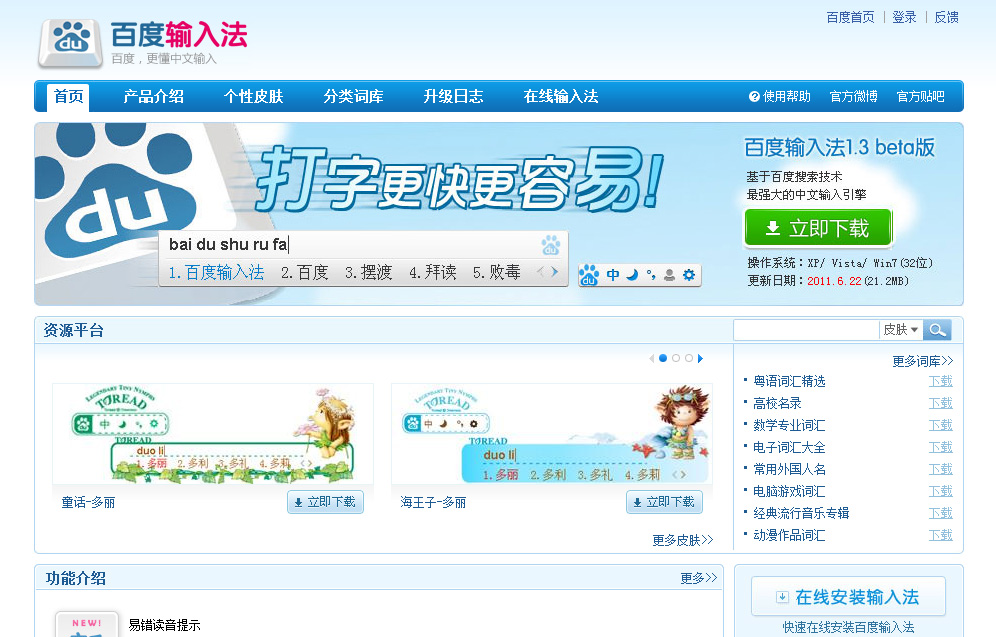 百度首页 | 登录 | 反馈
du 百度输入法
百度，更懂中文输入
首页 产品介绍 个性皮肤 分类词库 升级日志 在线输入法 使用帮助 官方微博 官方贴吧
du
打字更快更容易!
bai du shu ru fa
1.百度输入法 2.百度 3.摆渡 4.拜读 5.败毒
du 中
百度输入法1.3 beta版
基于百度搜索技术
最强大的中文输入引擎
立即下载
操作系统：XP/ Vista/ Win7(32位)
更新日期：2011.6.22(21.2MB)
资源平台
皮肤
LEGENDARY TINY NYMPHS
TOREAD
中
TOREAD
duo li
1.多丽 2.多利 3.多礼 4.多莉
童话-多丽
立即下载
LEGENDARY TINY NYMPHS
TOREAD
中
TOREAD
duo li
1.多丽 2.多利 3.多礼 4.多莉
海王子-多丽
立即下载
更多皮肤>>
更多词库>>
粤语词汇精选 下载
高校名录 下载
数学专业词汇 下载
电子词汇大全 下载
常用外国人名 下载
电脑游戏词汇 下载
经典流行音乐专辑 下载
动漫作品词汇 下载
功能介绍 更多>>
NEW!
易错读音提示
在线安装输入法
快速在线安装百度输入法